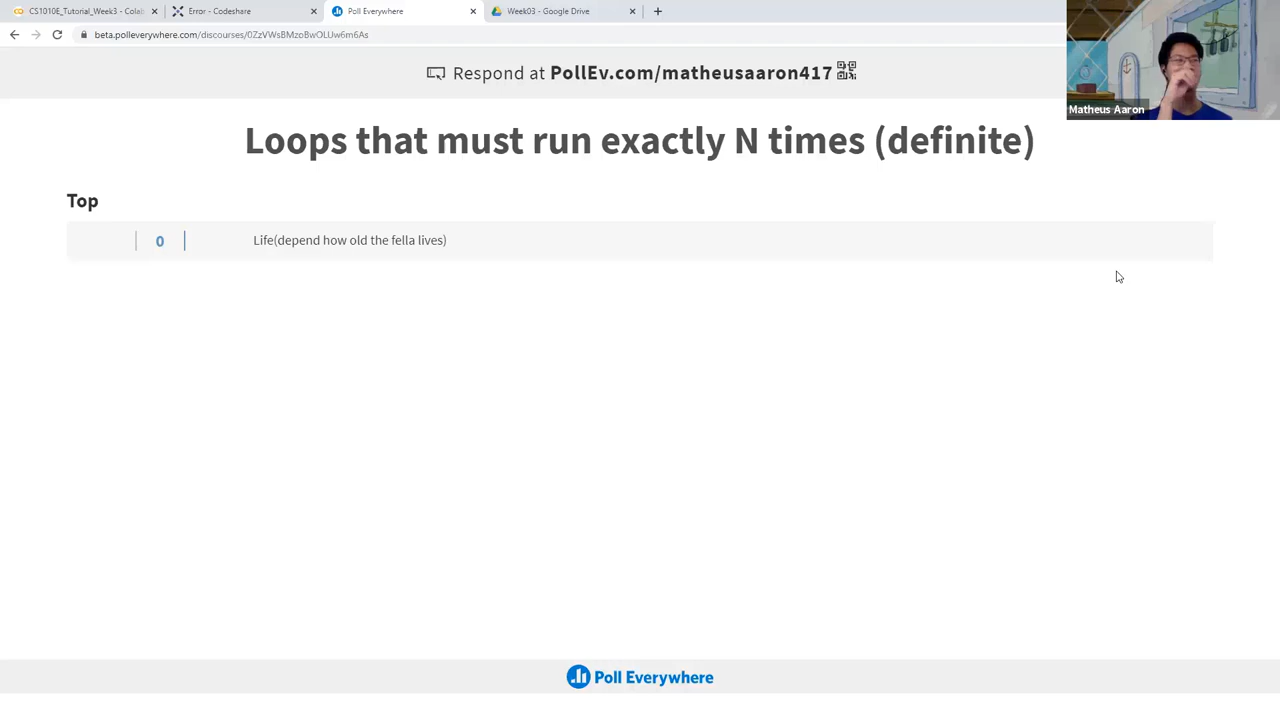 CS1010E_Tutorial_Week3 - Colab
Error - Codeshare
Poll Everywhere
Week03 - Google Drive
beta.polleverywhere.com/discourses/0ZzVWsBMzoBwOLUw6m6As
Respond at PollEv.com/matheusaaron417
Matheus Aaron
Loops that must run exactly N times (definite)
Top
0 Life(depend how old the fella lives)
Poll Everywhere